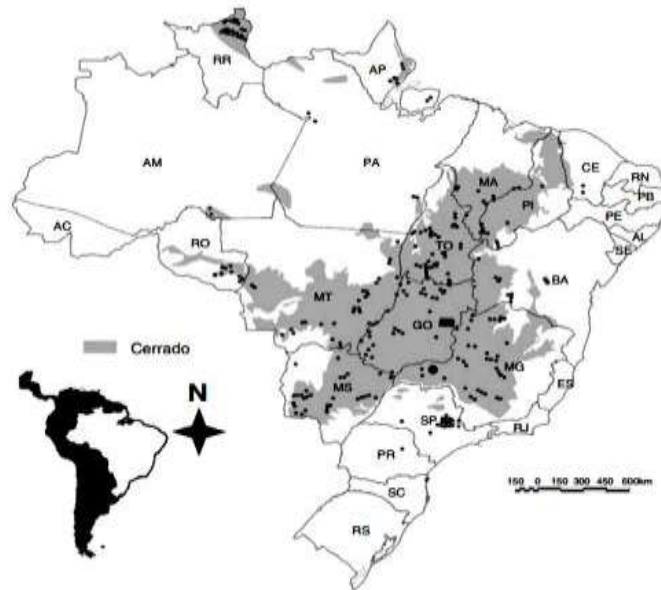 RR
AP
AM
PA
MA
CE
RN
PB
PI
PE
AL
SE
AC
RO
TO
BA
MT
GO
Cerrado
MG
MS
ES
N
SP
RJ
PR
150 0 150 300 450 600km
SC
RS